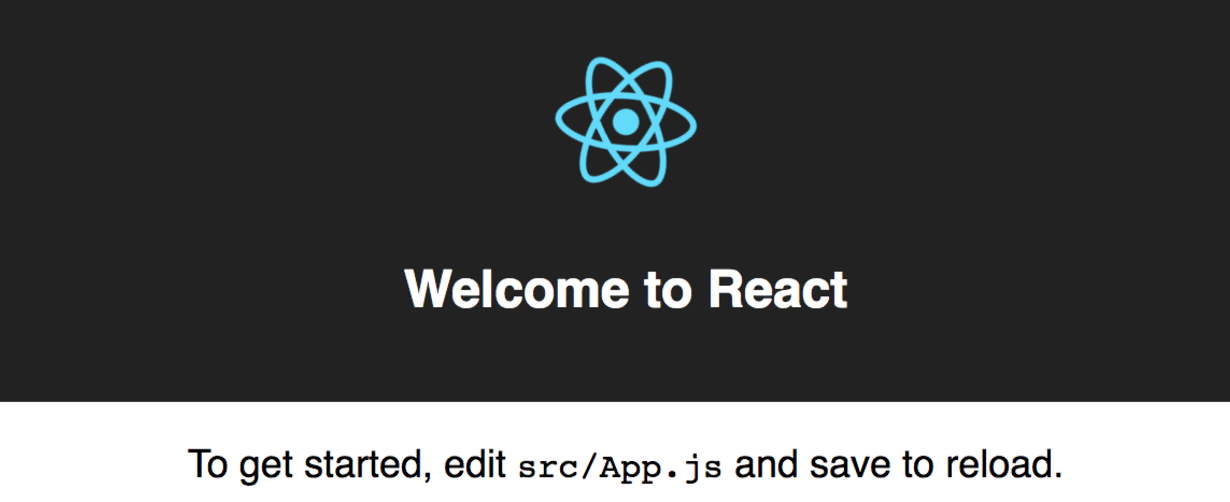 Welcome to React
To get started, edit src/App.js and save to reload.